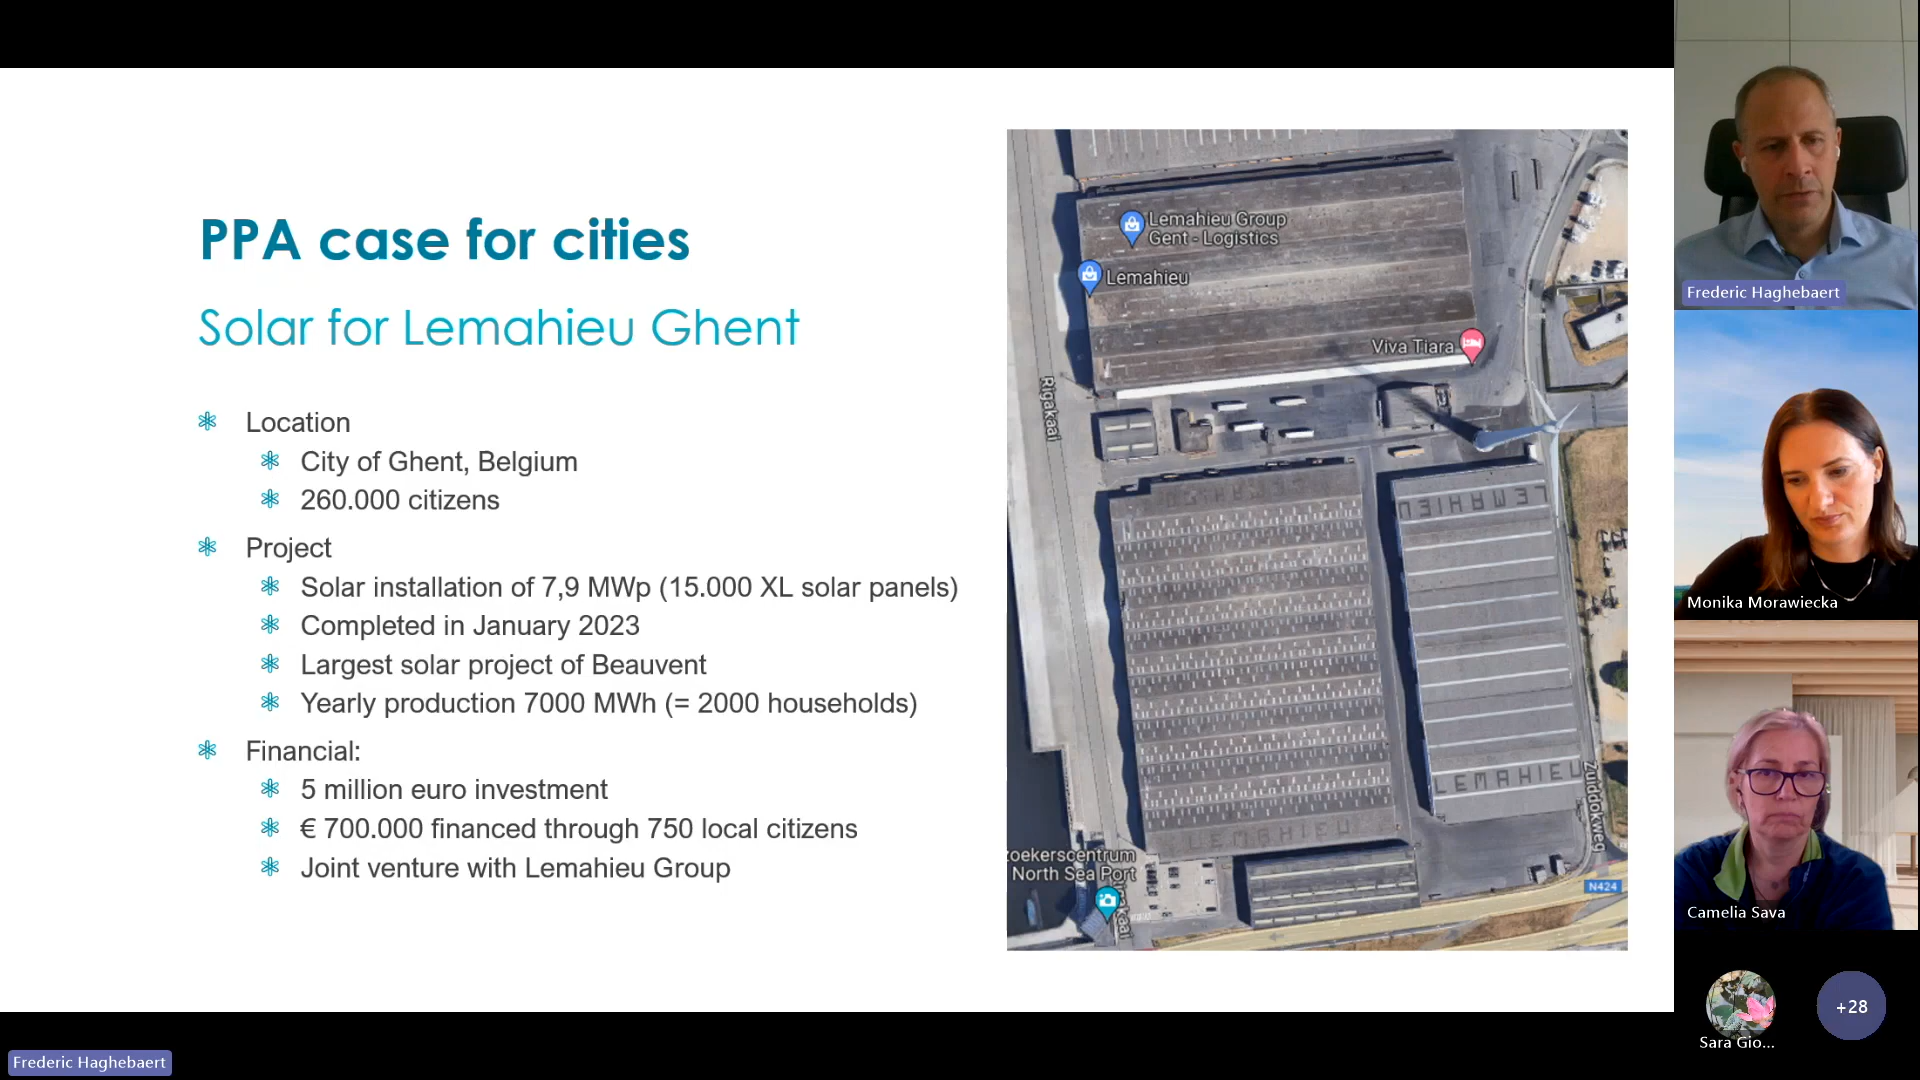 PPA case for cities
Solar for Lemahieu Ghent
Location
City of Ghent, Belgium
260.000 citizens
Project
Solar installation of 7,9 MWp (15.000 XL solar panels)
Completed in January 2023
Largest solar project of Beauvent
Yearly production 7000 MWh (= 2000 households)
Financial:
5 million euro investment
€ 700.000 financed through 750 local citizens
Joint venture with Lemahieu Group
Lemahieu Group
Gent - Logistics
Lemahieu
Viva Tiara
Rigakaai
LEMAHIEU
LEMAHIEU
LEMAHIEU
Zuiddokweg
zoekerscentrum
North Sea Port
N424
Frederic Haghebaert
Monika Morawiecka
Camelia Sava
Sara Gio...
+28
Frederic Haghebaert